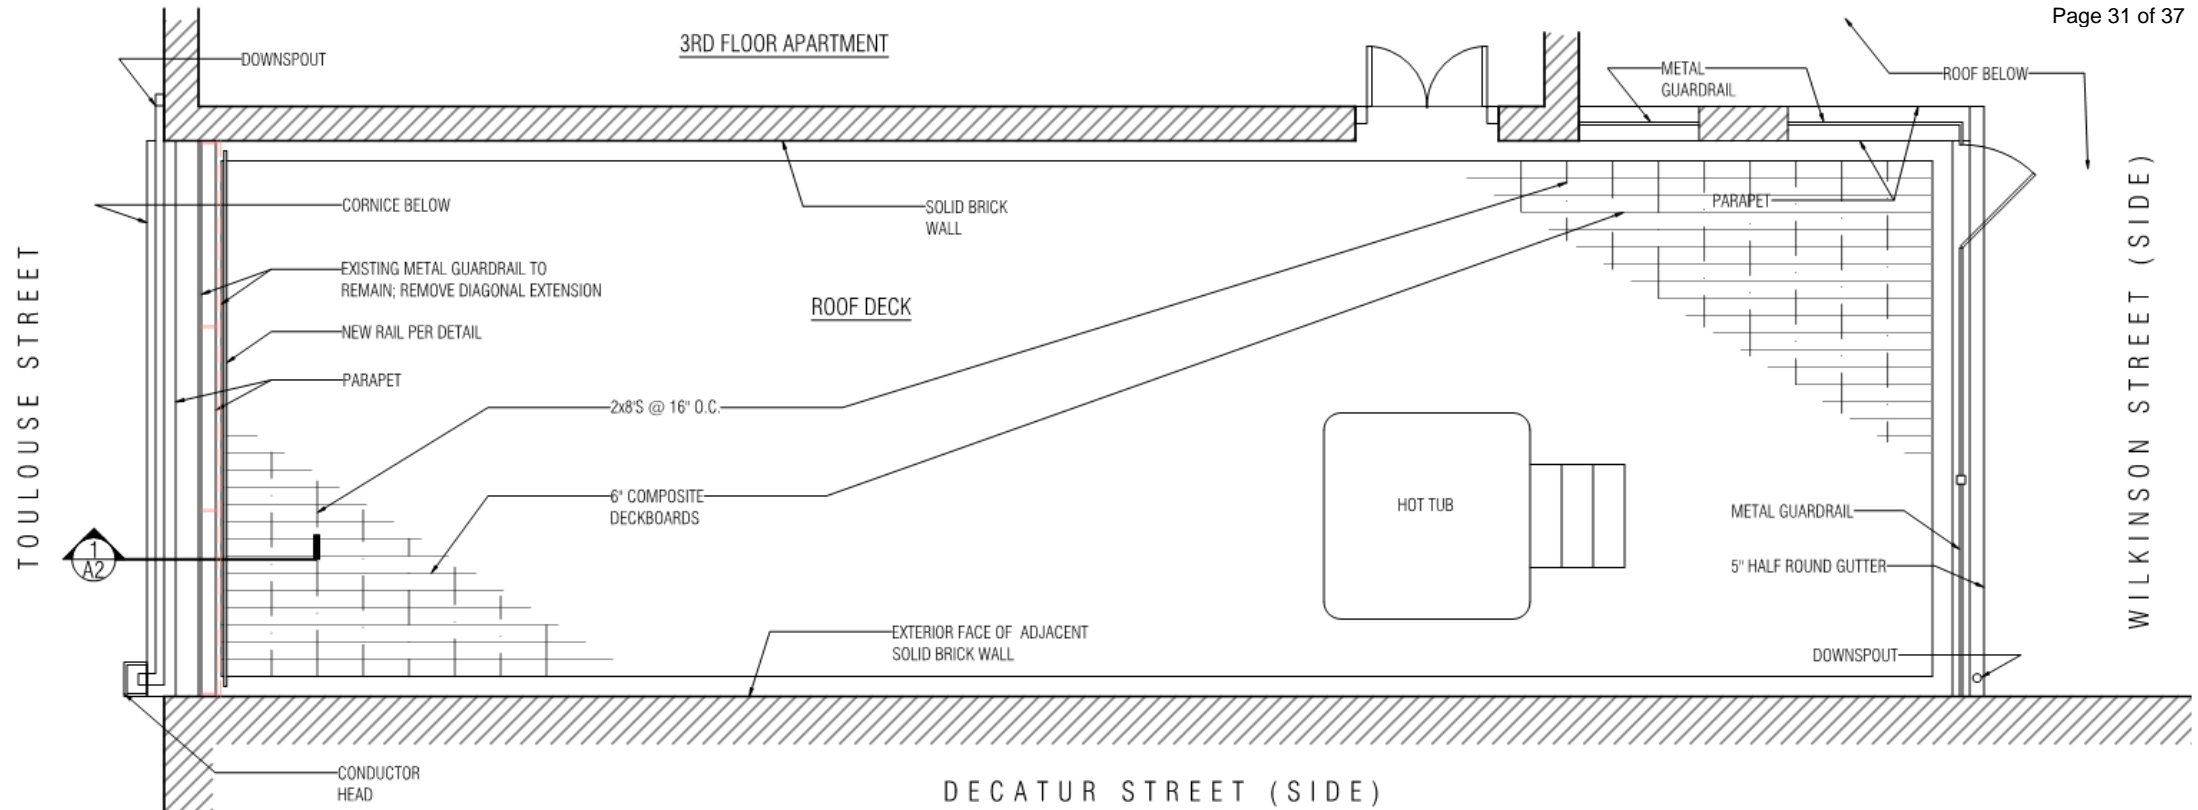 Page 31 of 37
3RD FLOOR APARTMENT
DOWNSPOUT
METAL
GUARDRAIL
ROOF BELOW
CORNICE BELOW
SOLID BRICK
WALL
PARAPET
EXISTING METAL GUARDRAIL TO
REMAIN; REMOVE DIAGONAL EXTENSION
ROOF DECK
NEW RAIL PER DETAIL
PARAPET
2x8'S @ 16" O.C.
6" COMPOSITE
DECKBOARDS
HOT TUB
METAL GUARDRAIL
5" HALF ROUND GUTTER
1
A2
EXTERIOR FACE OF ADJACENT
SOLID BRICK WALL
DOWNSPOUT
CONDUCTOR
HEAD
TOULOUSE STREET
WILKINSON STREET (SIDE)
DECATUR STREET (SIDE)